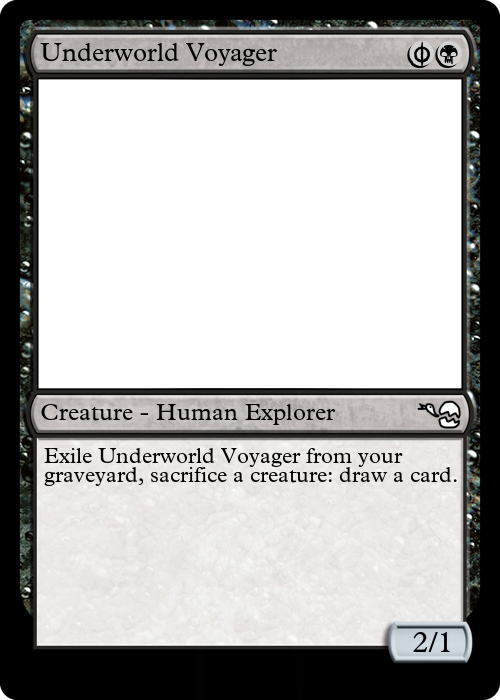 Underworld Voyager
Creature - Human Explorer
Exile Underworld Voyager from your
graveyard, sacrifice a creature: draw a card.
2/1